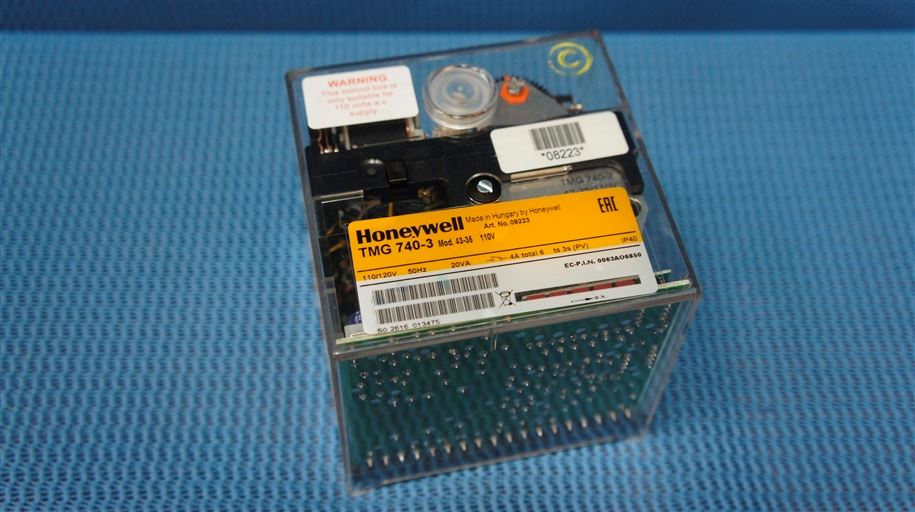 WARNING
This control box is
only suitable for
110 volts a.c.
supply
*08223*
TMG 740-3
Honeywell Made in Hungary by Honeywell
Art. No. 08223
EAC
TMG 740-3 Mod. 43-35 110V
IP40
110/120V 50Hz 20VA 4A total 6 ts 3s (PV)
EC-P.I.N. 0063AO6850
o.k.
S0 2616 013475